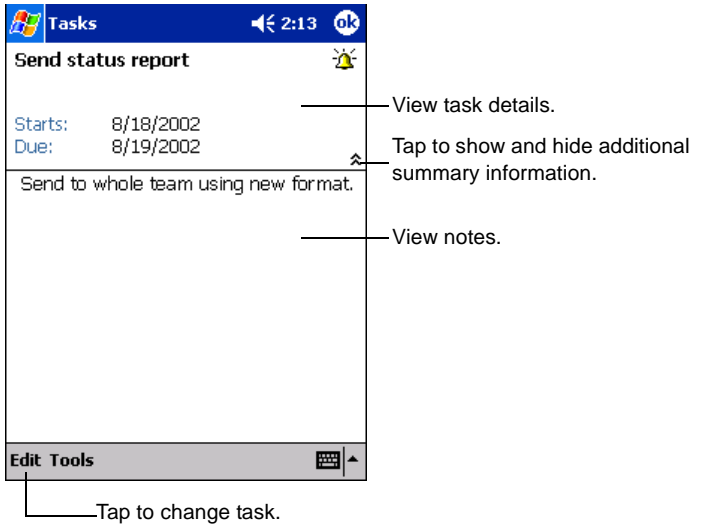 Tasks 2:13 ok
Send status report
View task details.
Starts: 8/18/2002
Due: 8/19/2002
Tap to show and hide additional
summary information.
Send to whole team using new format.
View notes.
Edit Tools
Tap to change task.